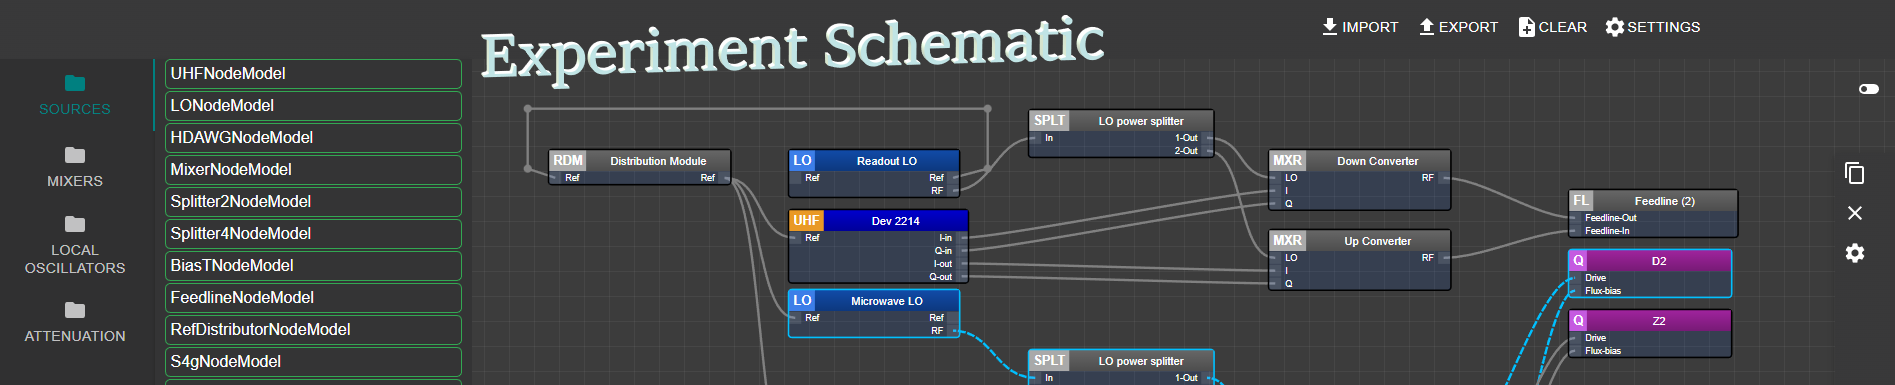 Experiment Schematic
IMPORT
EXPORT
CLEAR
SETTINGS
SOURCES
MIXERS
LOCAL
OSCILLATORS
ATTENUATION
UHFNodeModel
LONodeModel
HDAWGNodeModel
MixerNodeModel
Splitter2NodeModel
Splitter4NodeModel
BiasTNodeModel
FeedlineNodeModel
RefDistributorNodeModel
S4gNodeModel
RDM Distribution Module
Ref Ref
LO Readout LO
Ref Ref
RF
UHF Dev 2214
Ref I-in
Q-in
I-out
Q-out
LO Microwave LO
Ref Ref
RF
SPLT LO power splitter
In 1-Out
2-Out
SPLT LO power splitter
In 1-Out
MXR Down Converter
LO RF
I
Q
MXR Up Converter
LO RF
I
Q
FL Feedline (2)
Feedline-Out
Feedline-In
Q D2
Drive
Flux-bias
Q Z2
Drive
Flux-bias